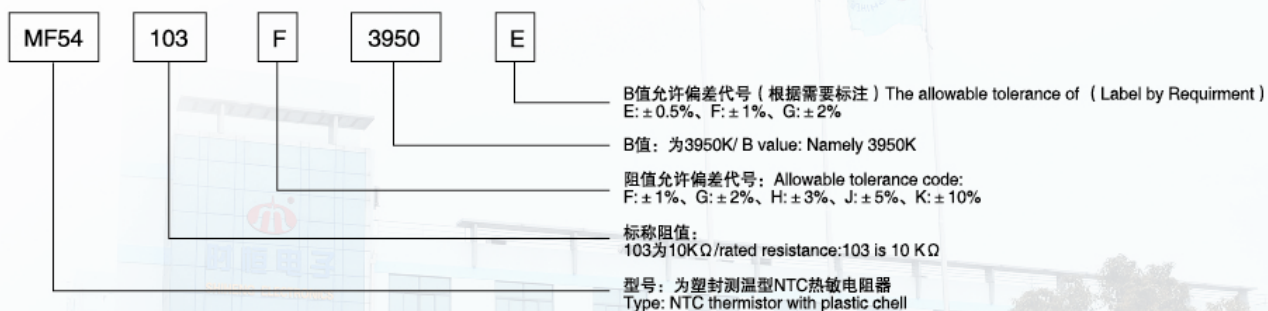 MF54 103 F 3950 E
B值允许偏差代号（根据需要标注）The allowable tolerance of（Label by Requirment）
E:±0.5%、F:±1%、G:±2%
B值：为3950K/ B value: Namely 3950K
阻值允许偏差代号：Allowable tolerance code:
F:±1%、G:±2%、H:±3%、J:±5%、K:±10%
标称阻值：
103为10KΩ/rated resistance:103 is 10 KΩ
型号：为塑封测温型NTC热敏电阻器
Type: NTC thermistor with plastic chell